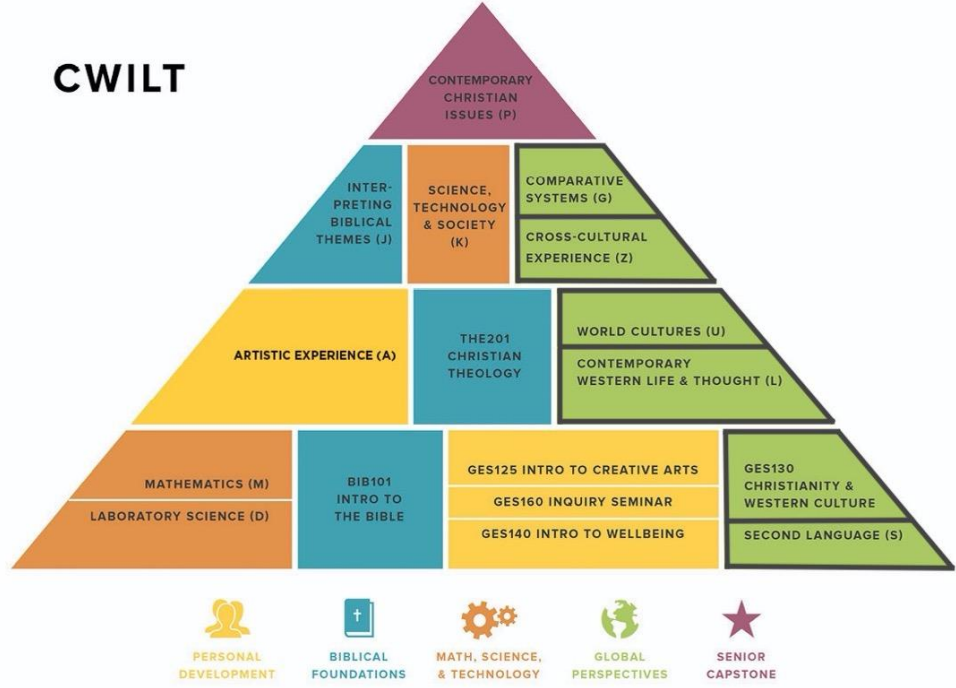 CWILT
CONTEMPORARY
CHRISTIAN
ISSUES (P)
INTER-
PRETING
BIBLICAL
THEMES (J)
SCIENCE,
TECHNOLOGY
& SOCIETY
(K)
COMPARATIVE
SYSTEMS (G)
CROSS-CULTURAL
EXPERIENCE (Z)
ARTISTIC EXPERIENCE (A)
THE201
CHRISTIAN
THEOLOGY
WORLD CULTURES (U)
CONTEMPORARY
WESTERN LIFE & THOUGHT (L)
MATHEMATICS (M)
LABORATORY SCIENCE (D)
BIB101
INTRO TO
THE BIBLE
GES125 INTRO TO CREATIVE ARTS
GES160 INQUIRY SEMINAR
GES140 INTRO TO WELLBEING
GES130
CHRISTIANITY &
WESTERN CULTURE
SECOND LANGUAGE (S)
PERSONAL
DEVELOPMENT
BIBLICAL
FOUNDATIONS
MATH, SCIENCE,
& TECHNOLOGY
GLOBAL
PERSPECTIVES
SENIOR
CAPSTONE